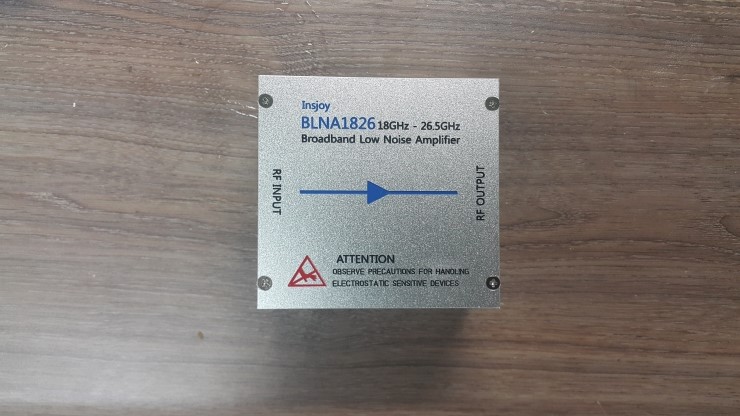 Insjoy
BLNA1826 18GHz - 26.5GHz
Broadband Low Noise Amplifier
RF INPUT
RF OUTPUT
ATTENTION
OBSERVE PRECAUTIONS FOR HANDLING
ELECTROSTATIC SENSITIVE DEVICES